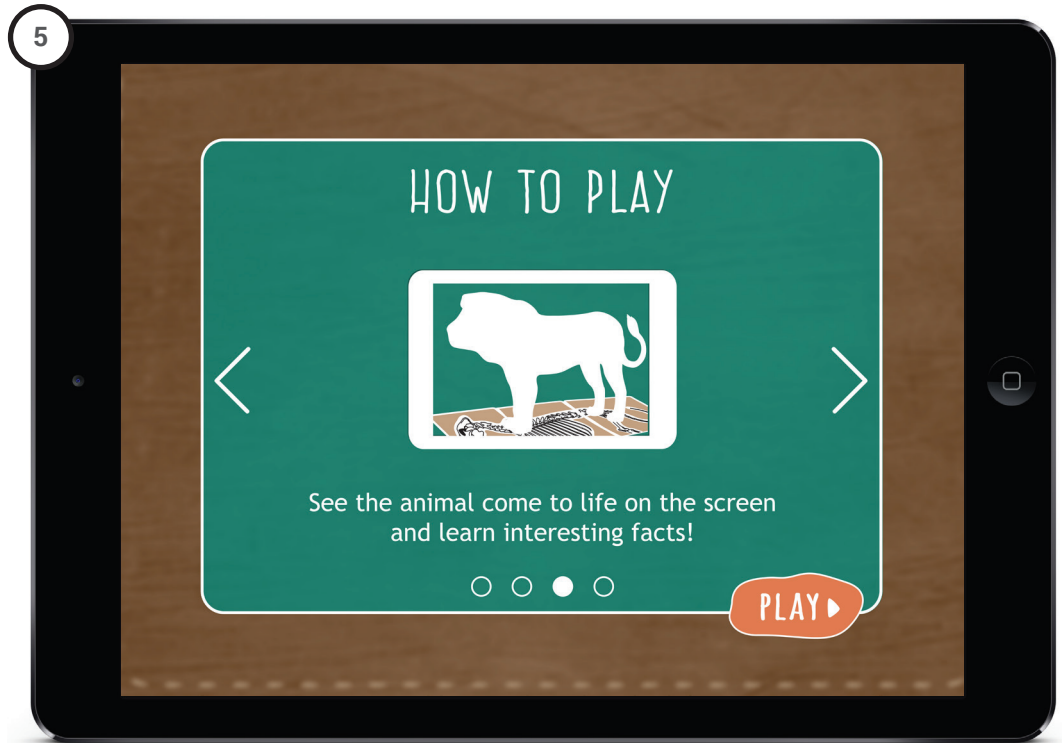 5
HOW TO PLAY
See the animal come to life on the screen
and learn interesting facts!
PLAY